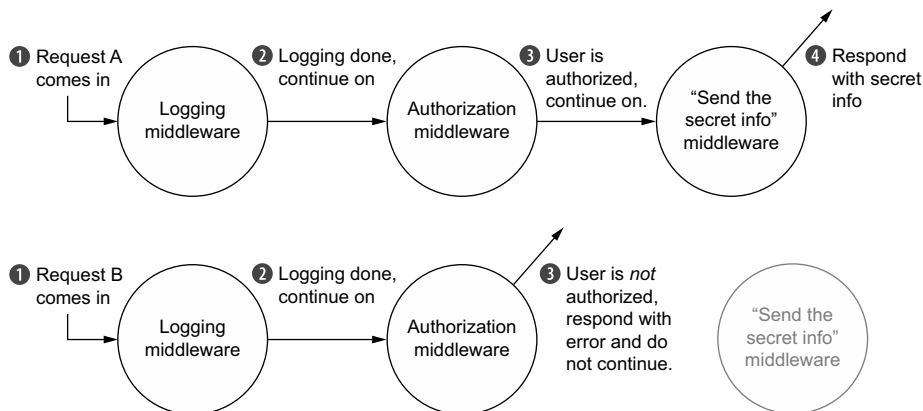 1 Request A
comes in
Logging
middleware
2 Logging done,
continue on
Authorization
middleware
3 User is
authorized,
continue on.
“Send the
secret info”
middleware
4 Respond
with secret
info
1 Request B
comes in
Logging
middleware
2 Logging done,
continue on
Authorization
middleware
3 User is not
authorized,
respond with
error and do
not continue.
“Send the
secret info”
middleware